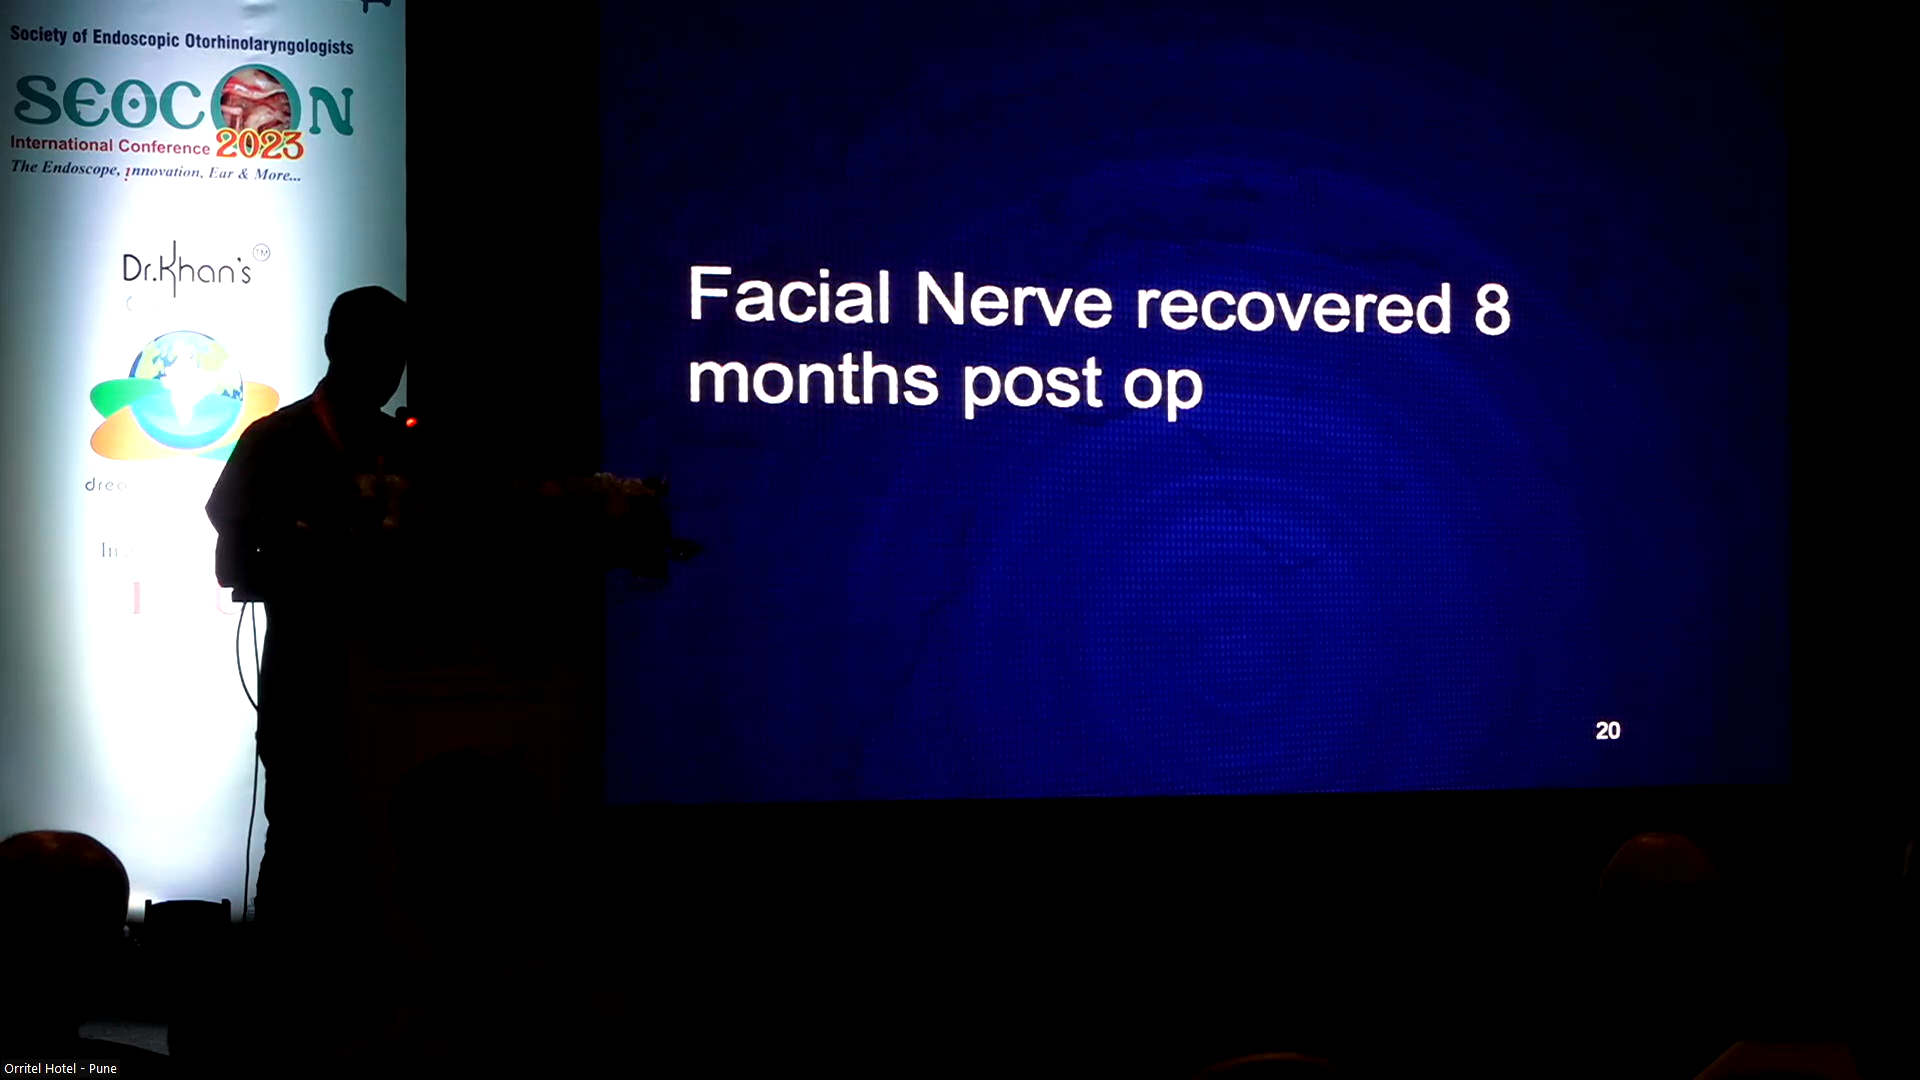 Society of Endoscopic Otorhinolaryngologists
SEOCON
International Conference 2023
The Endoscope, innovation, Ear & More...
Dr.Khan's TM
Facial Nerve recovered 8
months post op
20
Orritel Hotel - Pune